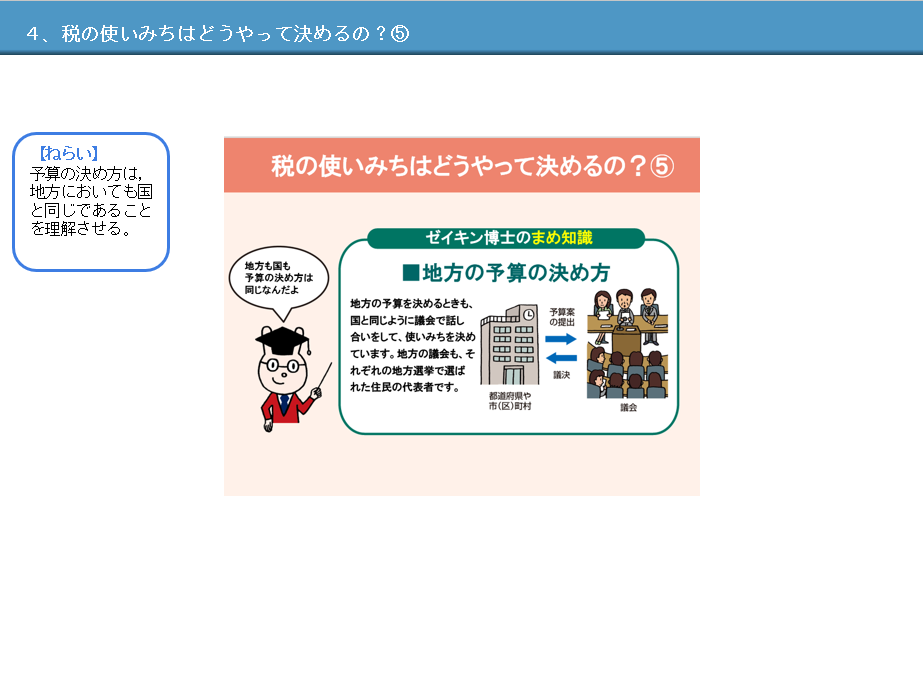 ４、税の使いみちはどうやって決めるの？⑤
【ねらい】
予算の決め方は，
地方においても国
と同じであること
を理解させる。
税の使いみちはどうやって決めるの？⑤
ゼイキン博士のまめ知識
地方も国も
予算の決め方は
同じなんだよ
■地方の予算の決め方
地方の予算を決めるときも、
国と同じように議会で話し
合いをして、使いみちを決め
ています。地方の議会も、そ
れぞれの地方選挙で選ば
れた住民の代表者です。
予算案
の提出
議決
都道府県や
市(区)町村
議会